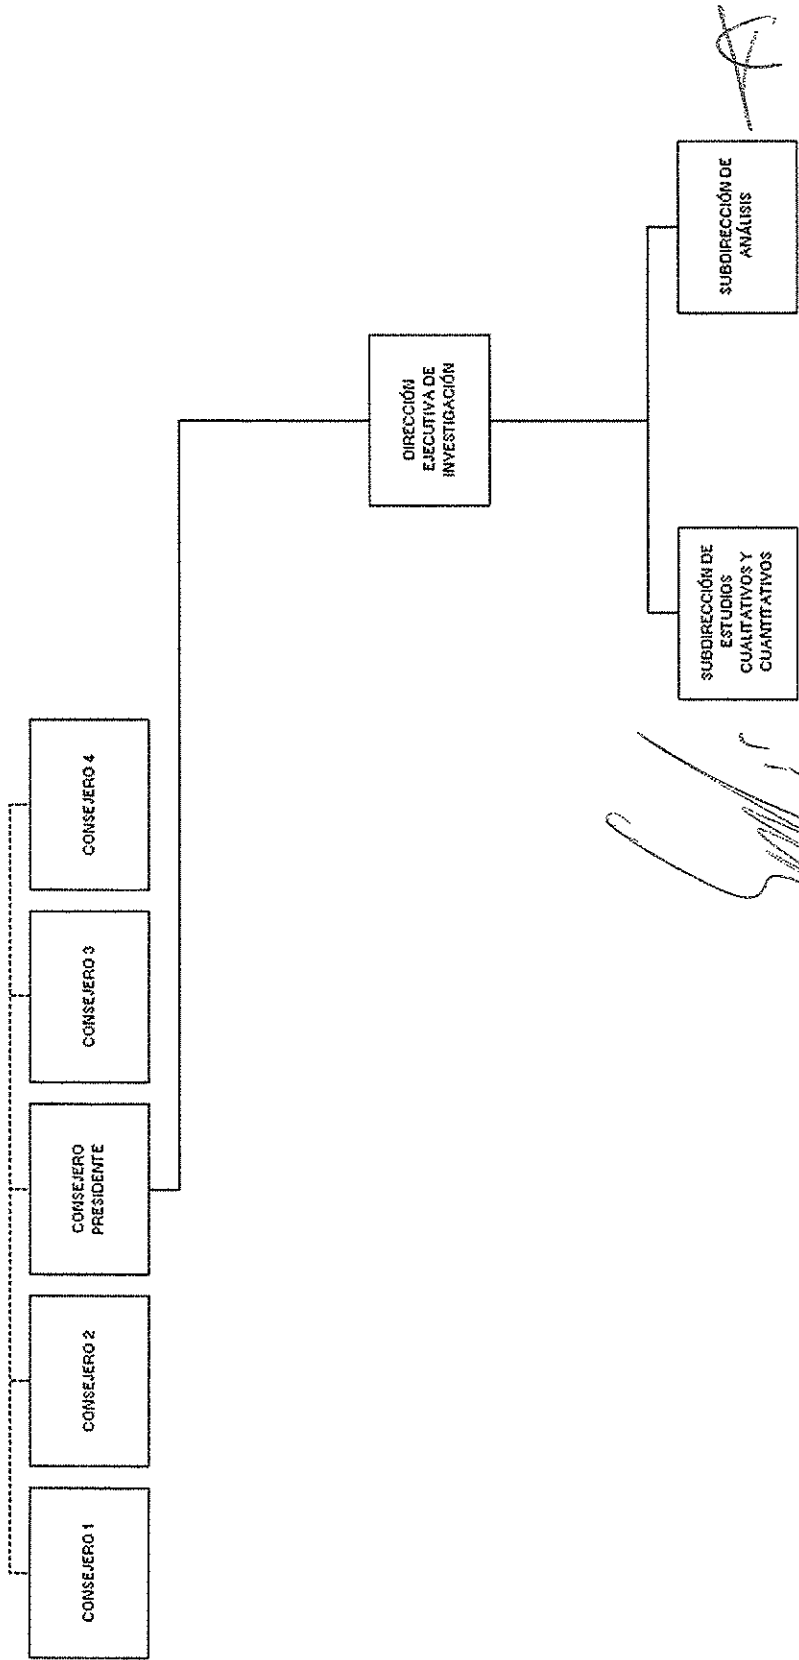 CONSEJERO 1
CONSEJERO 2
CONSEJERO
PRESIDENTE
CONSEJERO 3
CONSEJERO 4
DIRECCIÓN
EJECUTIVA DE
INVESTIGACIÓN
SUBDIRECCIÓN DE
ESTUDIOS
CUALITATIVOS Y
CUANTITATIVOS
SUBDIRECCIÓN DE
ANÁLISIS